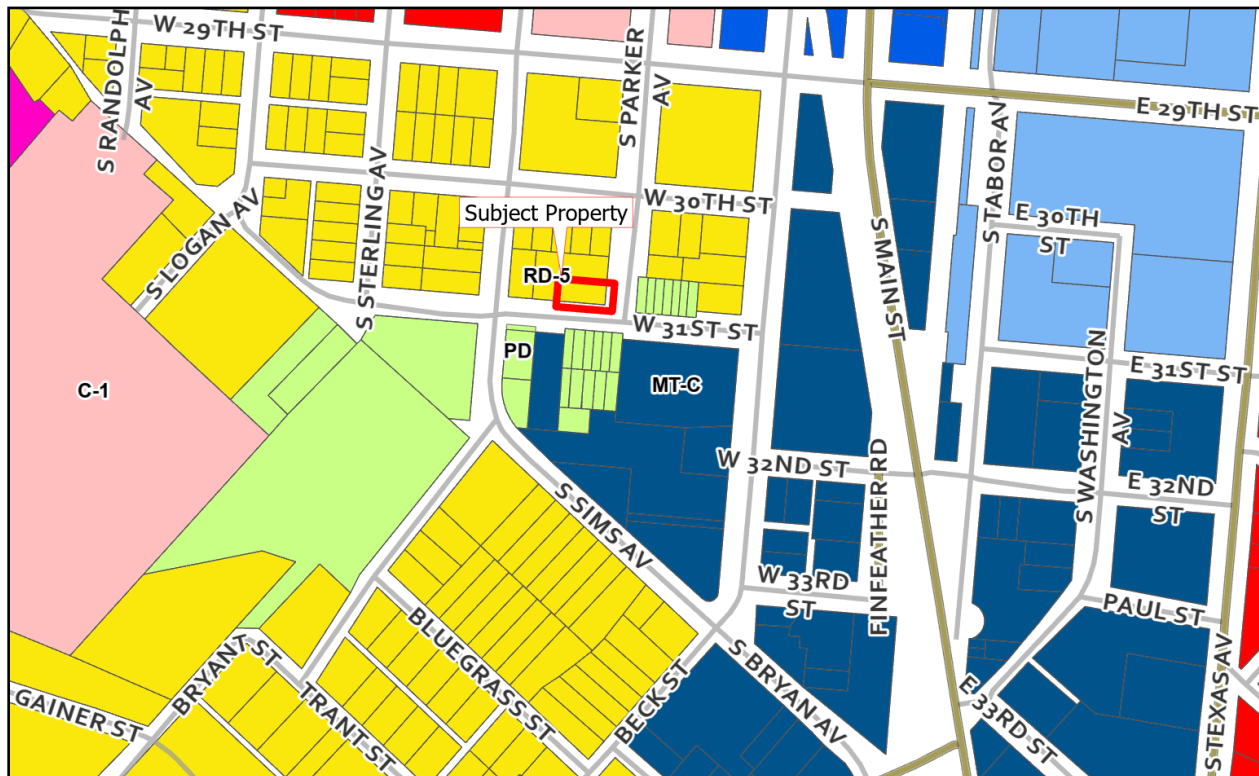 W 29TH ST
S RANDOLPH
AV
S PARKER
AV
E 29TH ST
S TABOR AV
S STERLING AV
S LOGAN AV
W 30TH ST
E 30TH
ST
Subject Property
RD-5
S MAIN ST
W 31ST ST
E 31ST ST
PD
MT-C
C-1
S WASHINGTON
AV
W 32ND ST
E 32ND
ST
S SIMS AV
FINFEATHER RD
W 33RD
ST
PAUL ST
BLUEGRASS ST
BRYANT ST
TRANT ST
BECK ST
S BRYAN AV
E 33RD ST
S TEXAS AV
GAINER ST